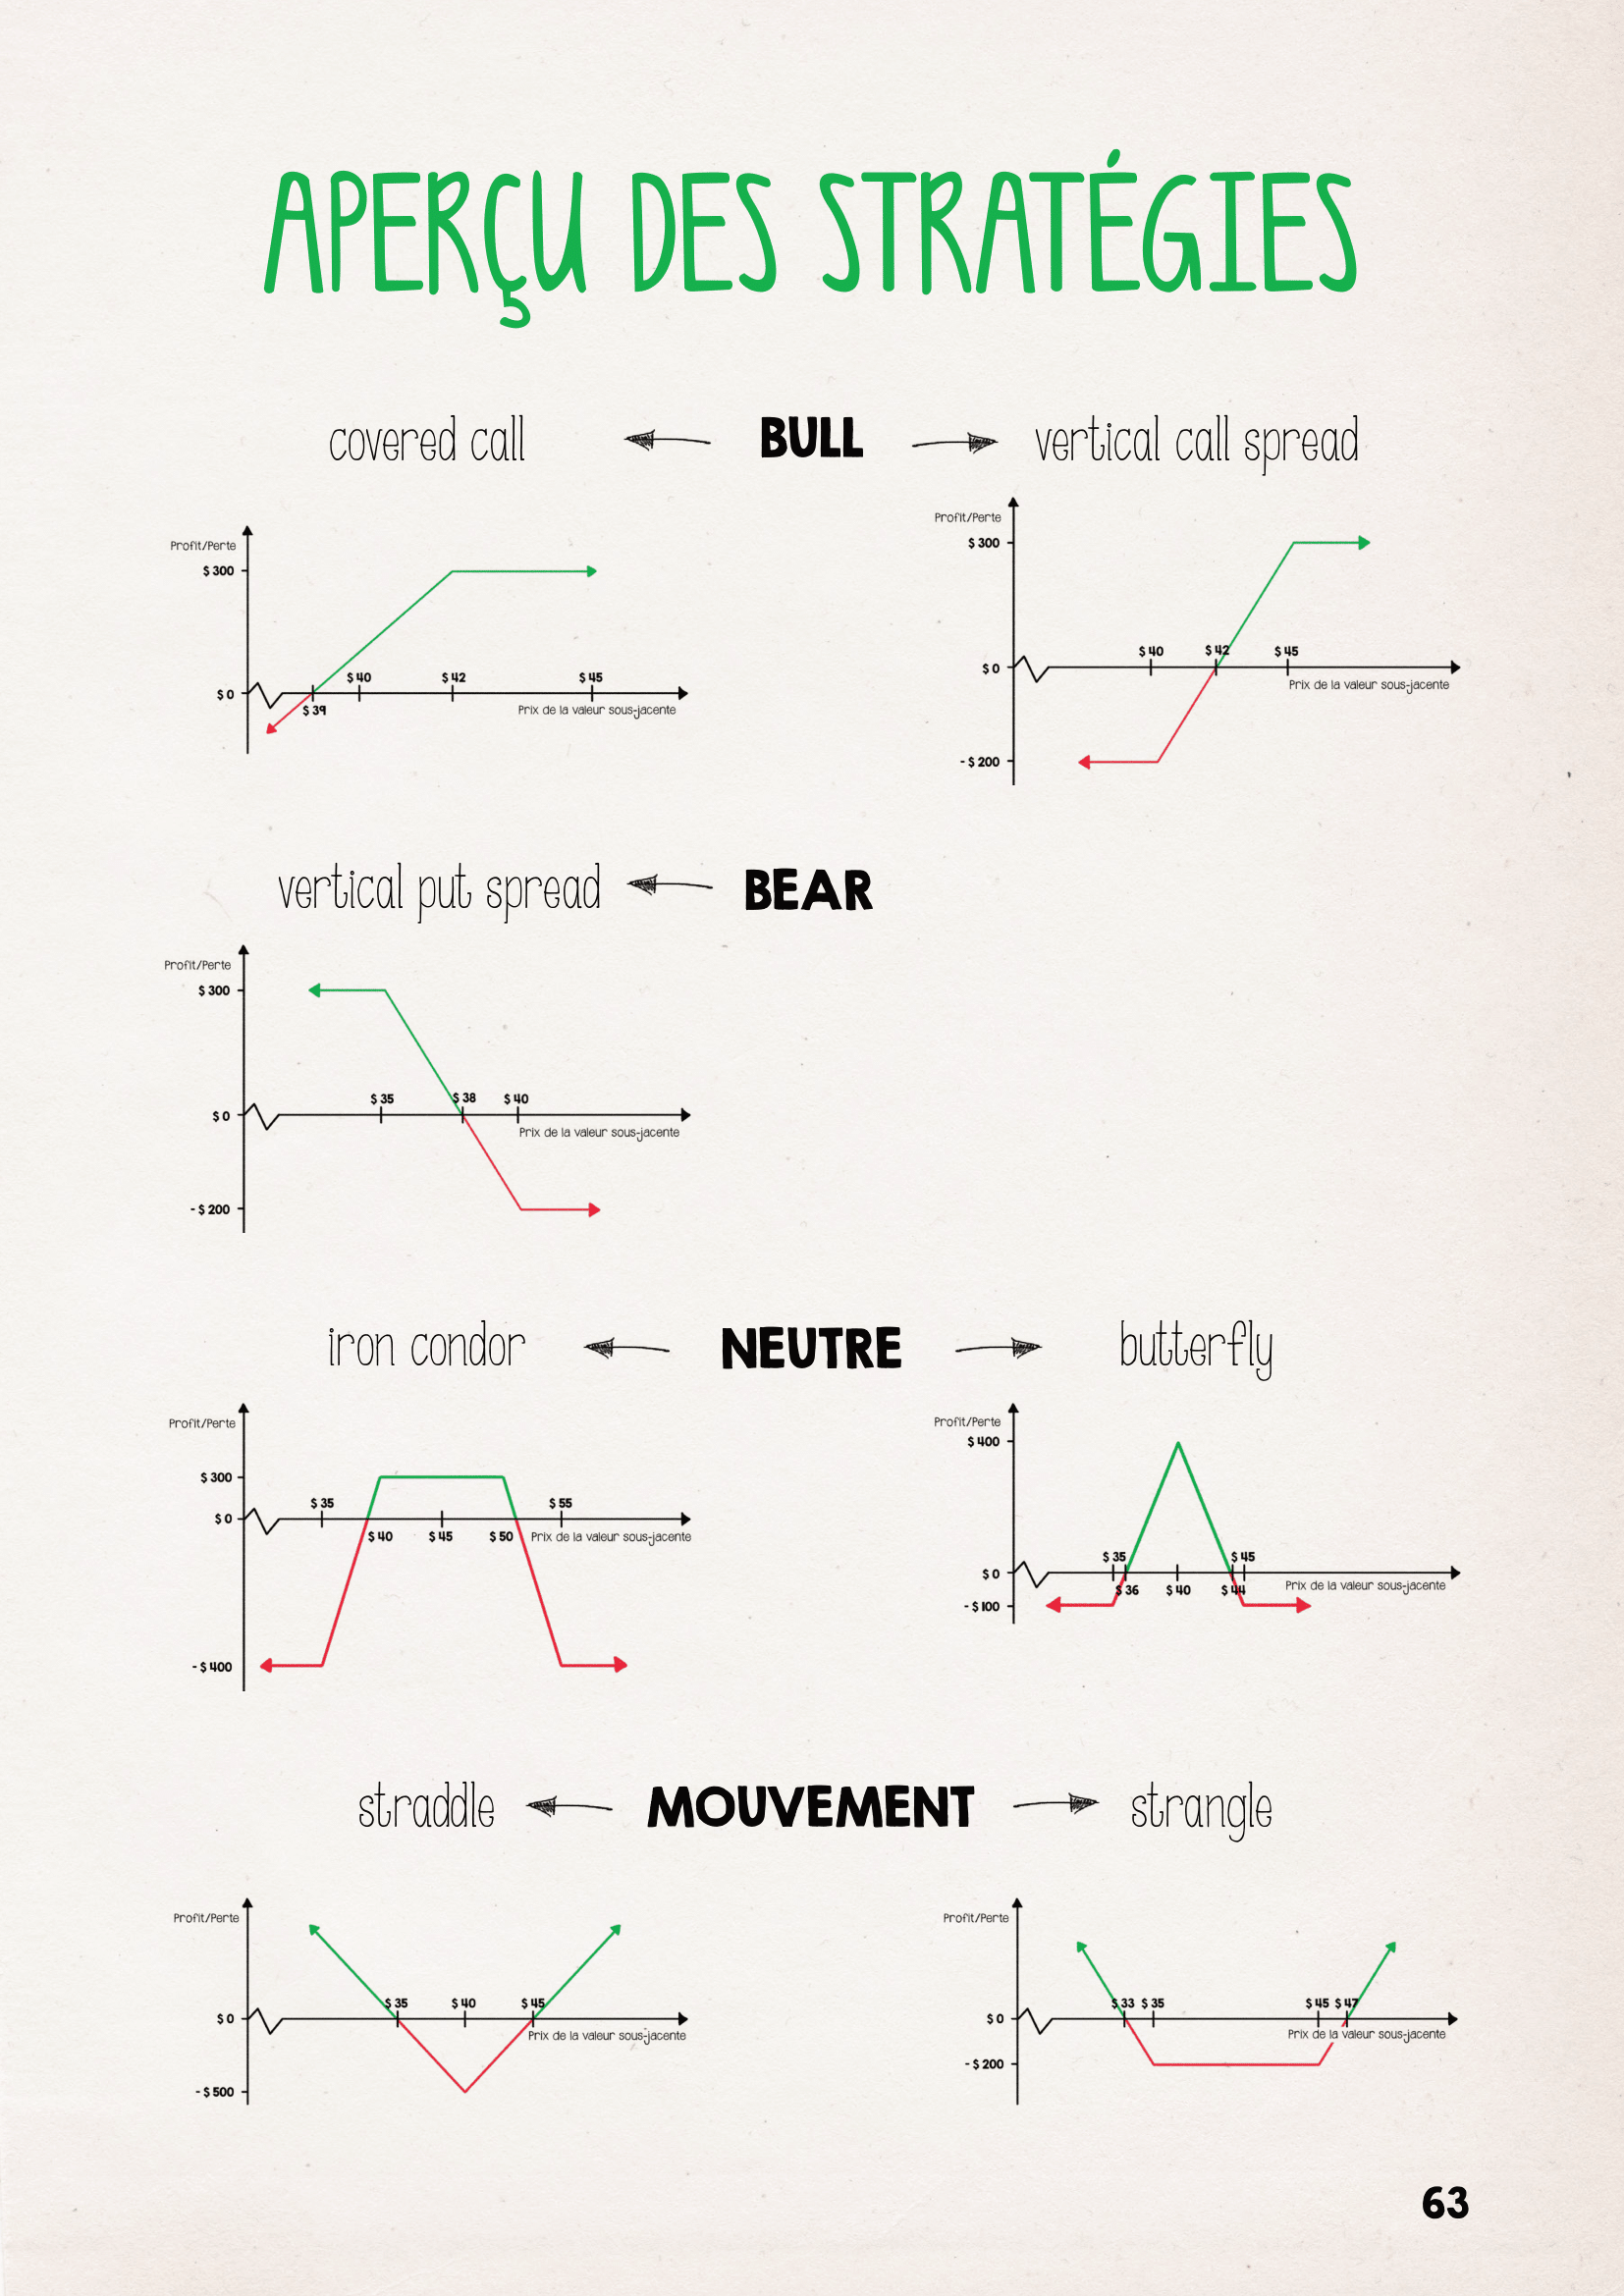 APERÇU DES STRATÉGIES
covered call
BULL
vertical call spread
Profit/Perte
$ 300
$ 40
$ 42
$ 45
$ 0
$ 39
Prix de la valeur sous-jacente
Profit/Perte
$ 300
$ 40
$ 42
$ 45
$ 0
Prix de la valeur sous-jacente
- $ 200
vertical put spread
BEAR
Profit/Perte
$ 300
$ 35
$ 38
$ 40
$ 0
Prix de la valeur sous-jacente
- $ 200
iron condor
NEUTRE
butterfly
Profit/Perte
$ 300
$ 35
$ 55
$ 0
$ 40
$ 45
$ 50
Prix de la valeur sous-jacente
- $ 400
Profit/Perte
$ 400
$ 35
$ 45
$ 0
$ 36
$ 40
$ 44
Prix de la valeur sous-jacente
- $ 100
straddle
MOUVEMENT
strangle
Profit/Perte
$ 35
$ 40
$ 45
$ 0
Prix de la valeur sous-jacente
- $ 500
Profit/Perte
$ 33
$ 35
$ 45
$ 47
$ 0
Prix de la valeur sous-jacente
- $ 200
63